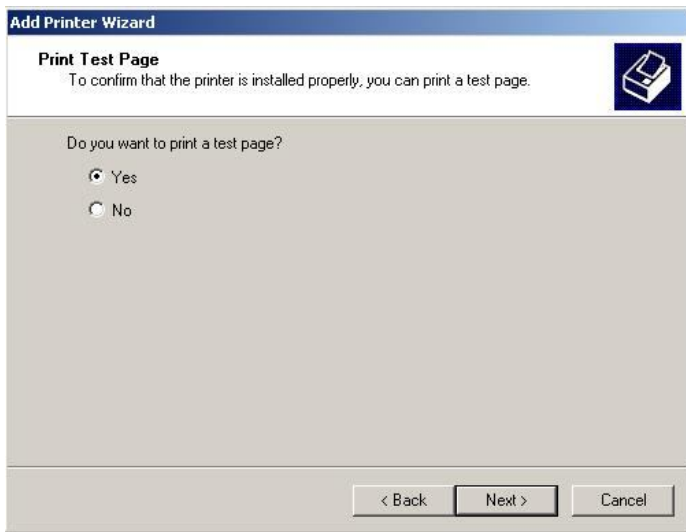 Add Printer Wizard
Print Test Page
To confirm that the printer is installed properly, you can print a test page.
Do you want to print a test page?
Yes
No
< Back Next > Cancel